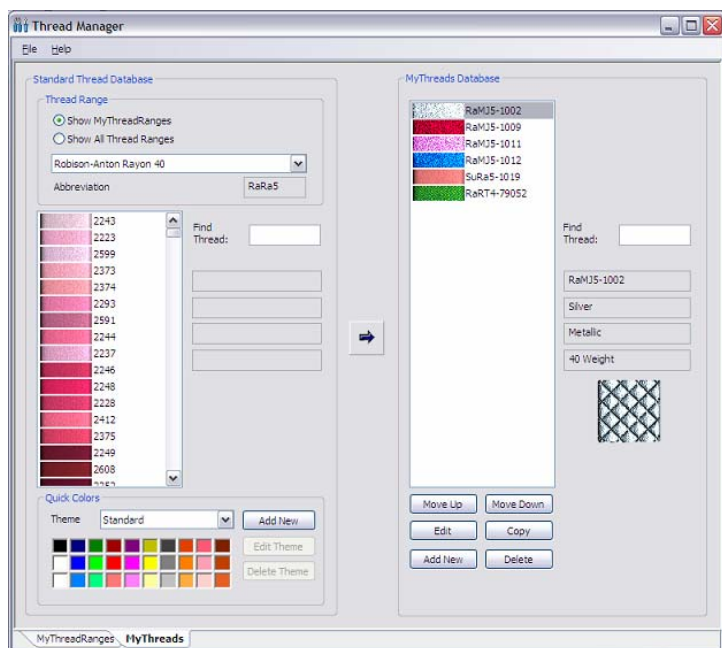 Thread Manager
File Help
Standard Thread Database
Thread Range
Show MyThreadRanges
Show All Thread Ranges
Robison-Anton Rayon 40
Abbreviation RaRa5
2243
2223
2599
2373
2374
2293
2591
2244
2237
2246
2248
2228
2412
2375
2249
2608
Find
Thread:
Quick Colors
Theme Standard Add New
Edit Theme
Delete Theme
MyThreads Database
RaMJ5-1002
RaMJ5-1009
RaMJ5-1011
RaMJ5-1012
SuRa5-1019
RaRT4-79052
Find
Thread:
RaMJ5-1002
Silver
Metallic
40 Weight
Move Up Move Down
Edit Copy
Add New Delete
MyThreadRanges MyThreads